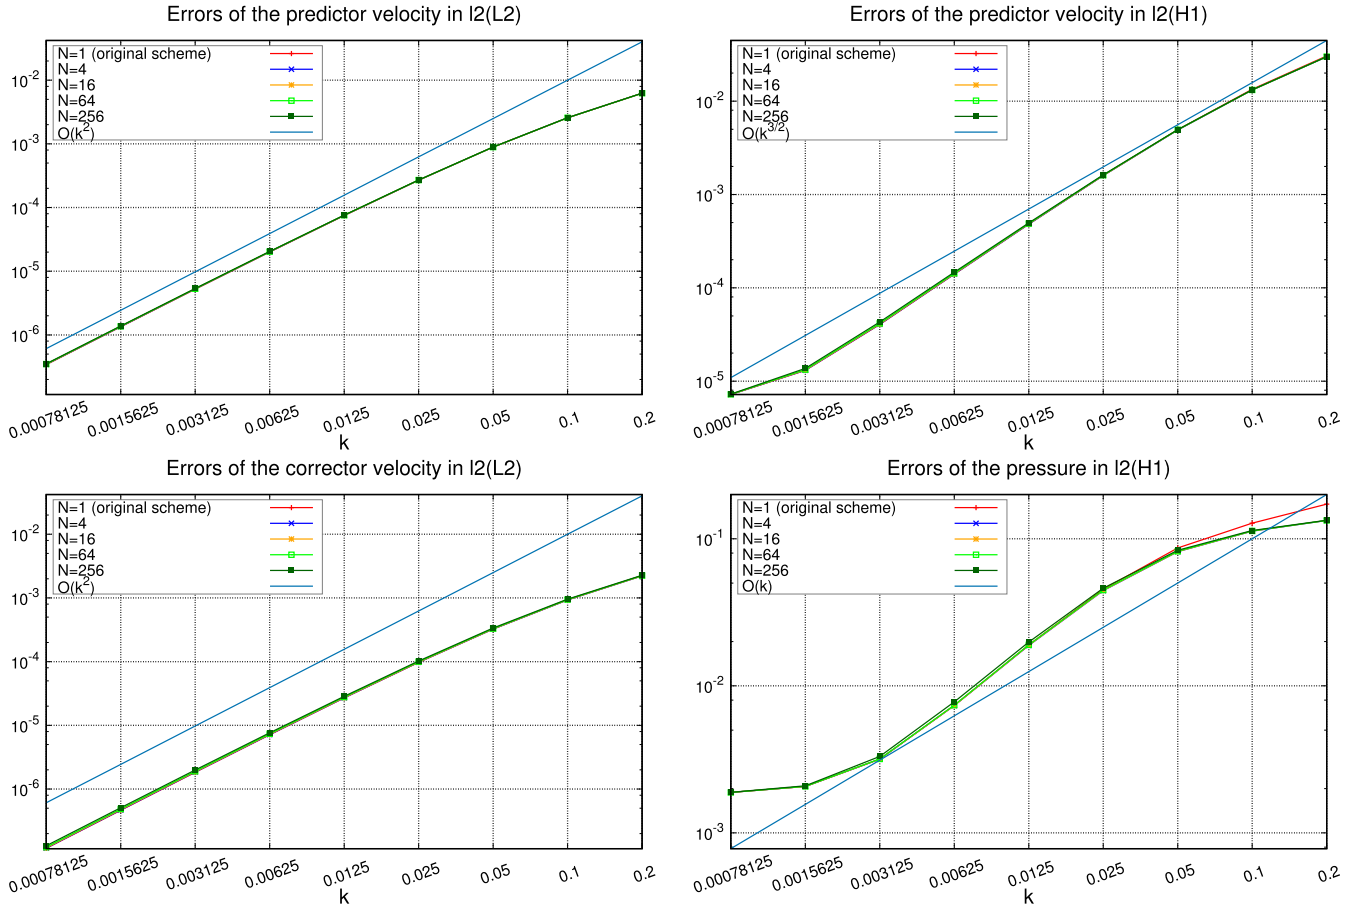 Errors of the predictor velocity in l2(L2)
N=1 (original scheme)
N=4
N=16
N=64
N=256
O(k^2)
10^-2
10^-3
10^-4
10^-5
10^-6
0.00078125 0.0015625 0.003125 0.00625 0.0125 0.025 0.05 0.1 0.2
k
Errors of the predictor velocity in l2(H1)
N=1 (original scheme)
N=4
N=16
N=64
N=256
O(k^3/2)
10^-2
10^-3
10^-4
10^-5
0.00078125 0.0015625 0.003125 0.00625 0.0125 0.025 0.05 0.1 0.2
k
Errors of the corrector velocity in l2(L2)
N=1 (original scheme)
N=4
N=16
N=64
N=256
O(k^2)
10^-2
10^-3
10^-4
10^-5
10^-6
0.00078125 0.0015625 0.003125 0.00625 0.0125 0.025 0.05 0.1 0.2
k
Errors of the pressure in l2(H1)
N=1 (original scheme)
N=4
N=16
N=64
N=256
O(k)
10^-1
10^-2
10^-3
0.00078125 0.0015625 0.003125 0.00625 0.0125 0.025 0.05 0.1 0.2
k